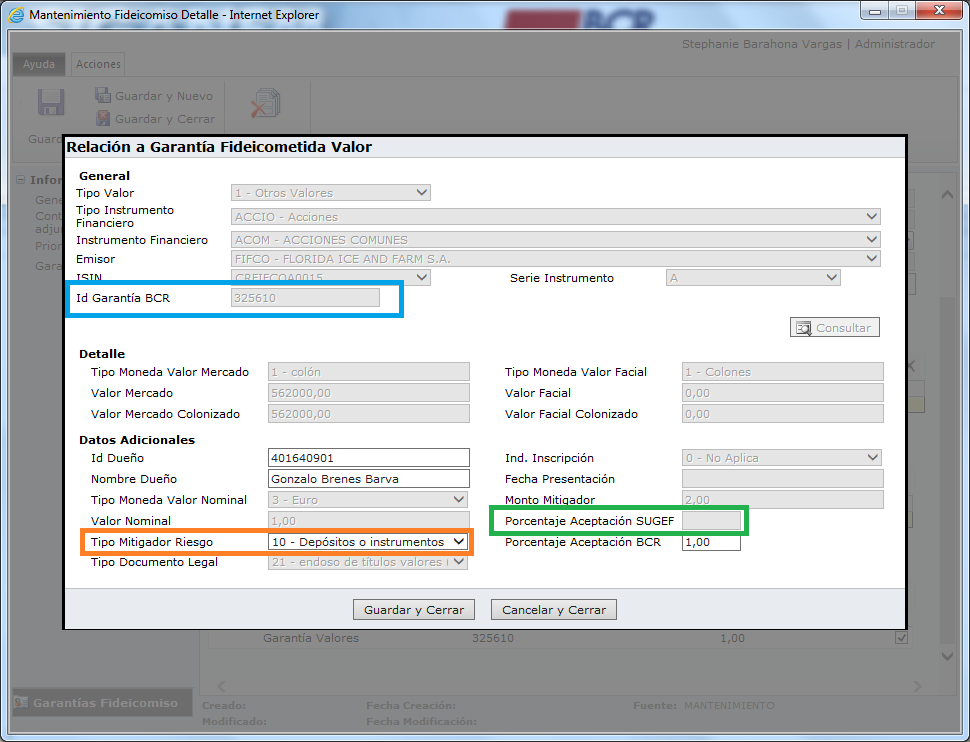 Mantenimiento Fideicomiso Detalle - Internet Explorer
BCR
Stephanie Barahona Vargas | Administrador
Ayuda Acciones
Guardar y Nuevo
Guardar y Cerrar
Relación a Garantía Fideicometida Valor
General
Tipo Valor 1 - Otros Valores
Tipo Instrumento Financiero ACCIO - Acciones
Instrumento Financiero ACOM - ACCIONES COMUNES
Emisor FIFCO - FLORIDA ICE AND FARM S.A.
ISIN CRFIFCOA0015 Serie Instrumento A
Id Garantía BCR 325610
Consultar
Detalle
Tipo Moneda Valor Mercado 1 - colón Tipo Moneda Valor Facial 1 - Colones
Valor Mercado 562000,00 Valor Facial 0,00
Valor Mercado Colonizado 562000,00 Valor Facial Colonizado 0,00
Datos Adicionales
Id Dueño 401640901 Ind. Inscripción 0 - No Aplica
Nombre Dueño Gonzalo Brenes Barva Fecha Presentación
Tipo Moneda Valor Nominal 3 - Euro Monto Mitigador 2,00
Valor Nominal 1,00 Porcentaje Aceptación SUGEF
Tipo Mitigador Riesgo 10 - Depósitos o instrumentos Porcentaje Aceptación BCR 1,00
Tipo Documento Legal 21 - endoso de títulos valores
Guardar y Cerrar Cancelar y Cerrar
Garantía Valores 325610 1,00
Garantías Fideicomiso
Creado: Fecha Creación: Fuente: MANTENIMIENTO
Modificado: Fecha Modificación: